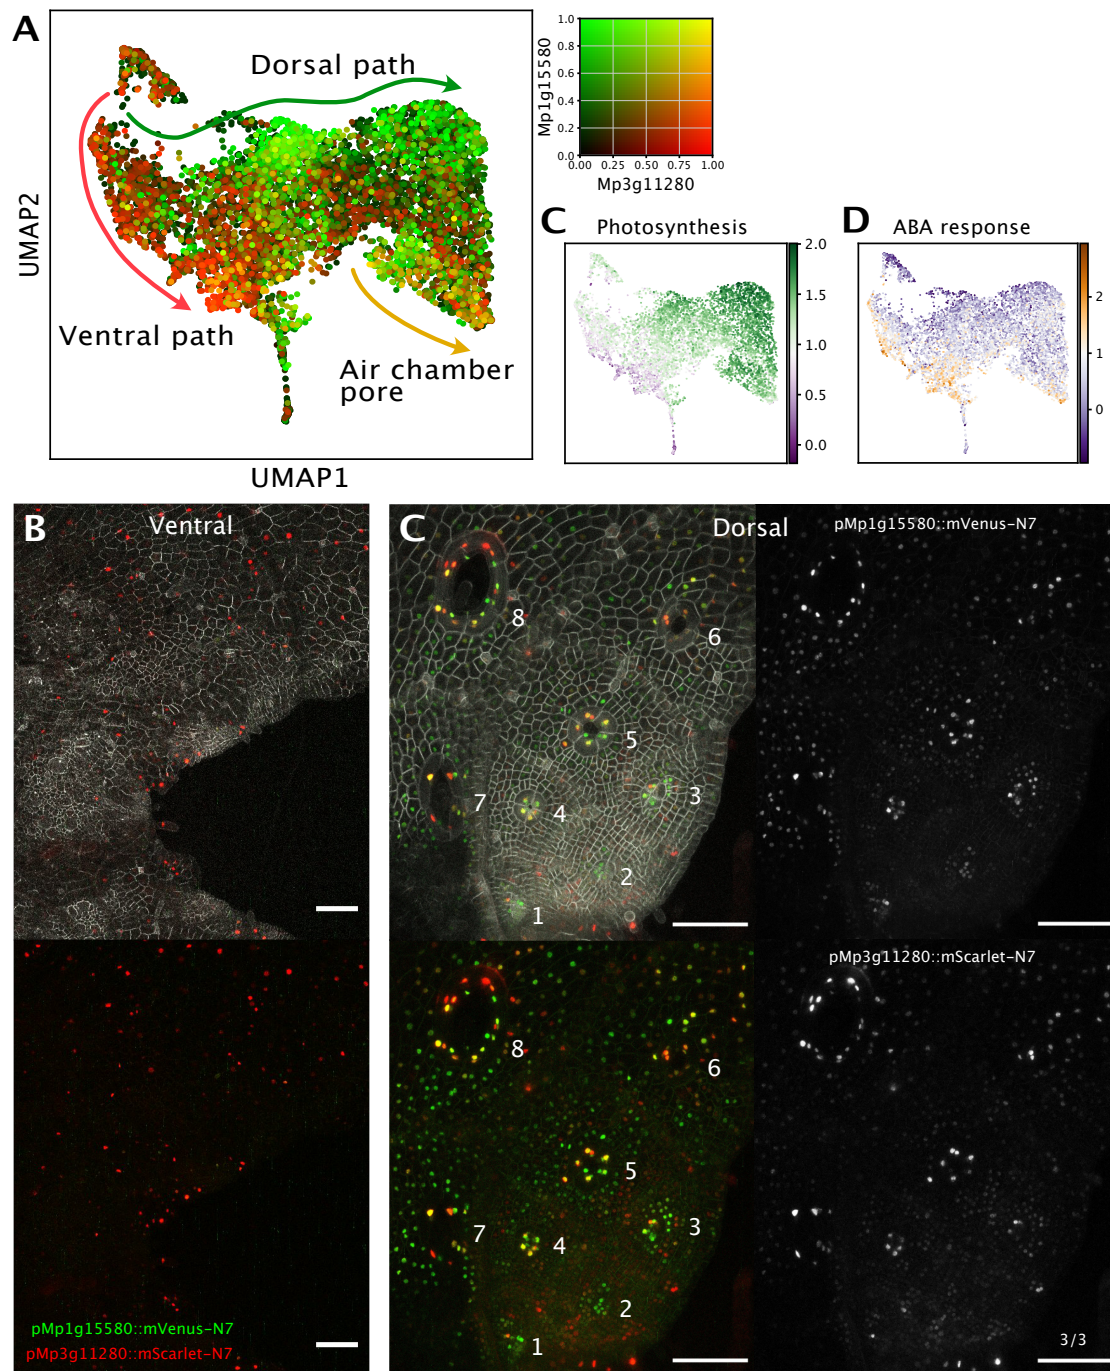 A
Dorsal path
Ventral path
Air chamber
pore
UMAP2
UMAP1
1.0
0.8
0.6
0.4
0.2
0.0
Mp1g15580
0.00 0.25 0.50 0.75 1.00
Mp3g11280
C Photosynthesis
2.0
1.5
1.0
0.5
0.0
D ABA response
2
1
0
B Ventral
C Dorsal
pMp1g15580::mVenus-N7
8
6
5
7
4
3
2
1
pMp3g11280::mScarlet-N7
8
6
5
7
4
3
2
1
pMp1g15580::mVenus-N7
pMp3g11280::mScarlet-N7
3/3